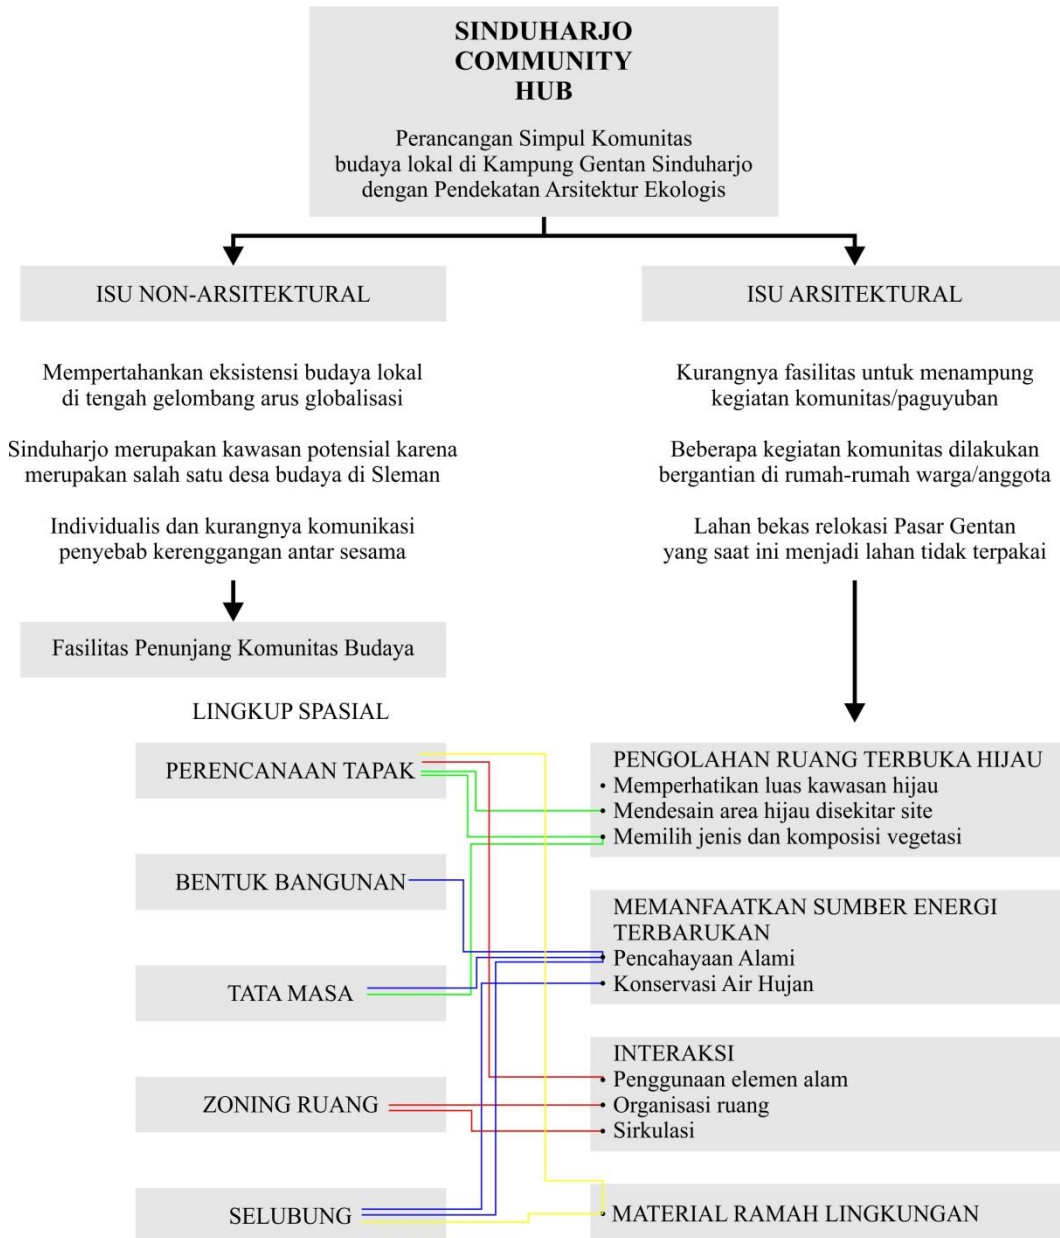 SINDUHARJO
COMMUNITY
HUB
Perancangan Simpul Komunitas
budaya lokal di Kampung Gentan Sinduharjo
dengan Pendekatan Arsitektur Ekologis
ISU NON-ARSITEKTURAL
Mempertahankan eksistensi budaya lokal
di tengah gelombang arus globalisasi
Sinduharjo merupakan kawasan potensial karena
merupakan salah satu desa budaya di Sleman
Individualis dan kurangnya komunikasi
penyebab kerenggangan antar sesama
Fasilitas Penunjang Komunitas Budaya
ISU ARSITEKTURAL
Kurangnya fasilitas untuk menampung
kegiatan komunitas/paguyuban
Beberapa kegiatan komunitas dilakukan
bergantian di rumah-rumah warga/anggota
Lahan bekas relokasi Pasar Gentan
yang saat ini menjadi lahan tidak terpakai
LINGKUP SPASIAL
PERENCANAAN TAPAK
BENTUK BANGUNAN
TATA MASA
ZONING RUANG
SELUBUNG
PENGOLAHAN RUANG TERBUKA HIJAU
• Memperhatikan luas kawasan hijau
• Mendesain area hijau disekitar site
• Memilih jenis dan komposisi vegetasi
MEMANFAATKAN SUMBER ENERGI
TERBARUKAN
• Pencahayaan Alami
• Konservasi Air Hujan
INTERAKSI
• Penggunaan elemen alam
• Organisasi ruang
• Sirkulasi
• MATERIAL RAMAH LINGKUNGAN